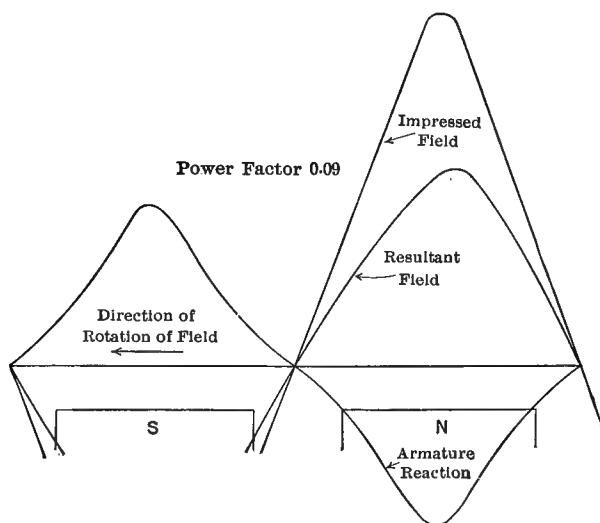 Impressed
Field
Power Factor 0.09
Resultant
Field
Direction of
Rotation of Field
S
N
Armature
Reaction